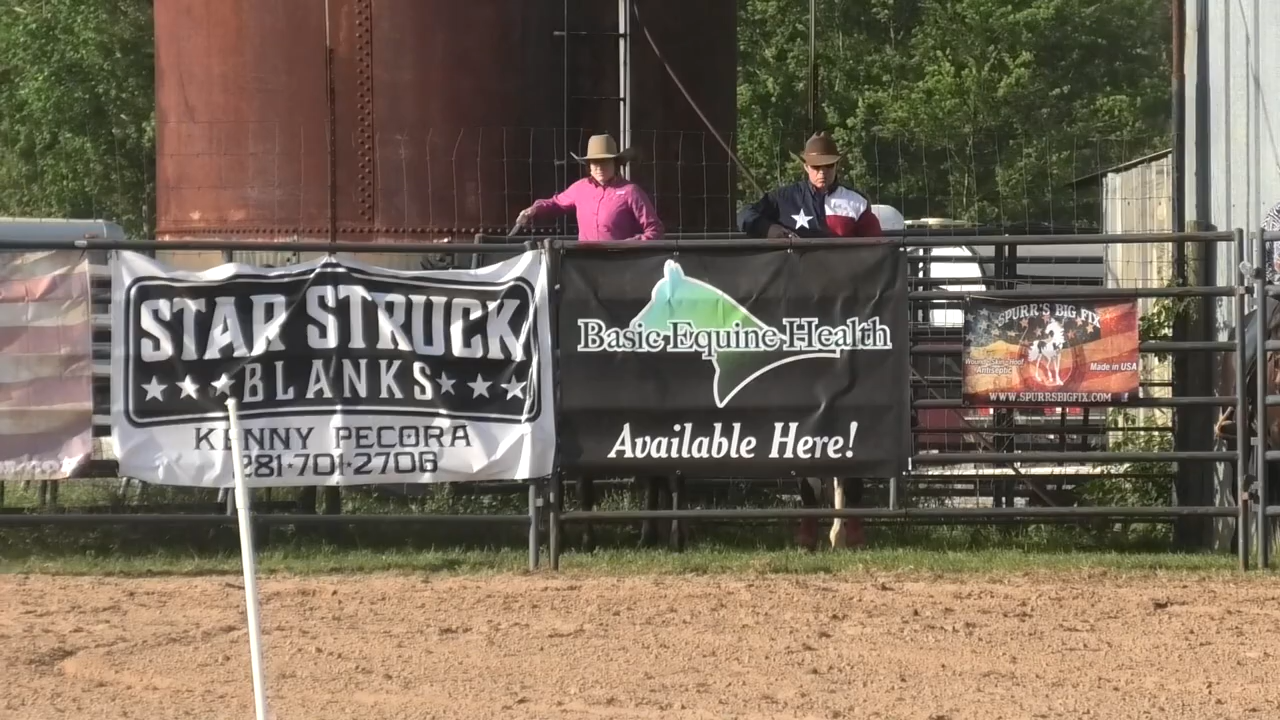 STAR STRUCK
BLANKS
KENNY PECORA
281-701-2706
Basic Equine Health
Available Here!
SPURR'S BIG FIX
Antiseptic
Made in USA
WWW.SPURRSBIGFIX.COM